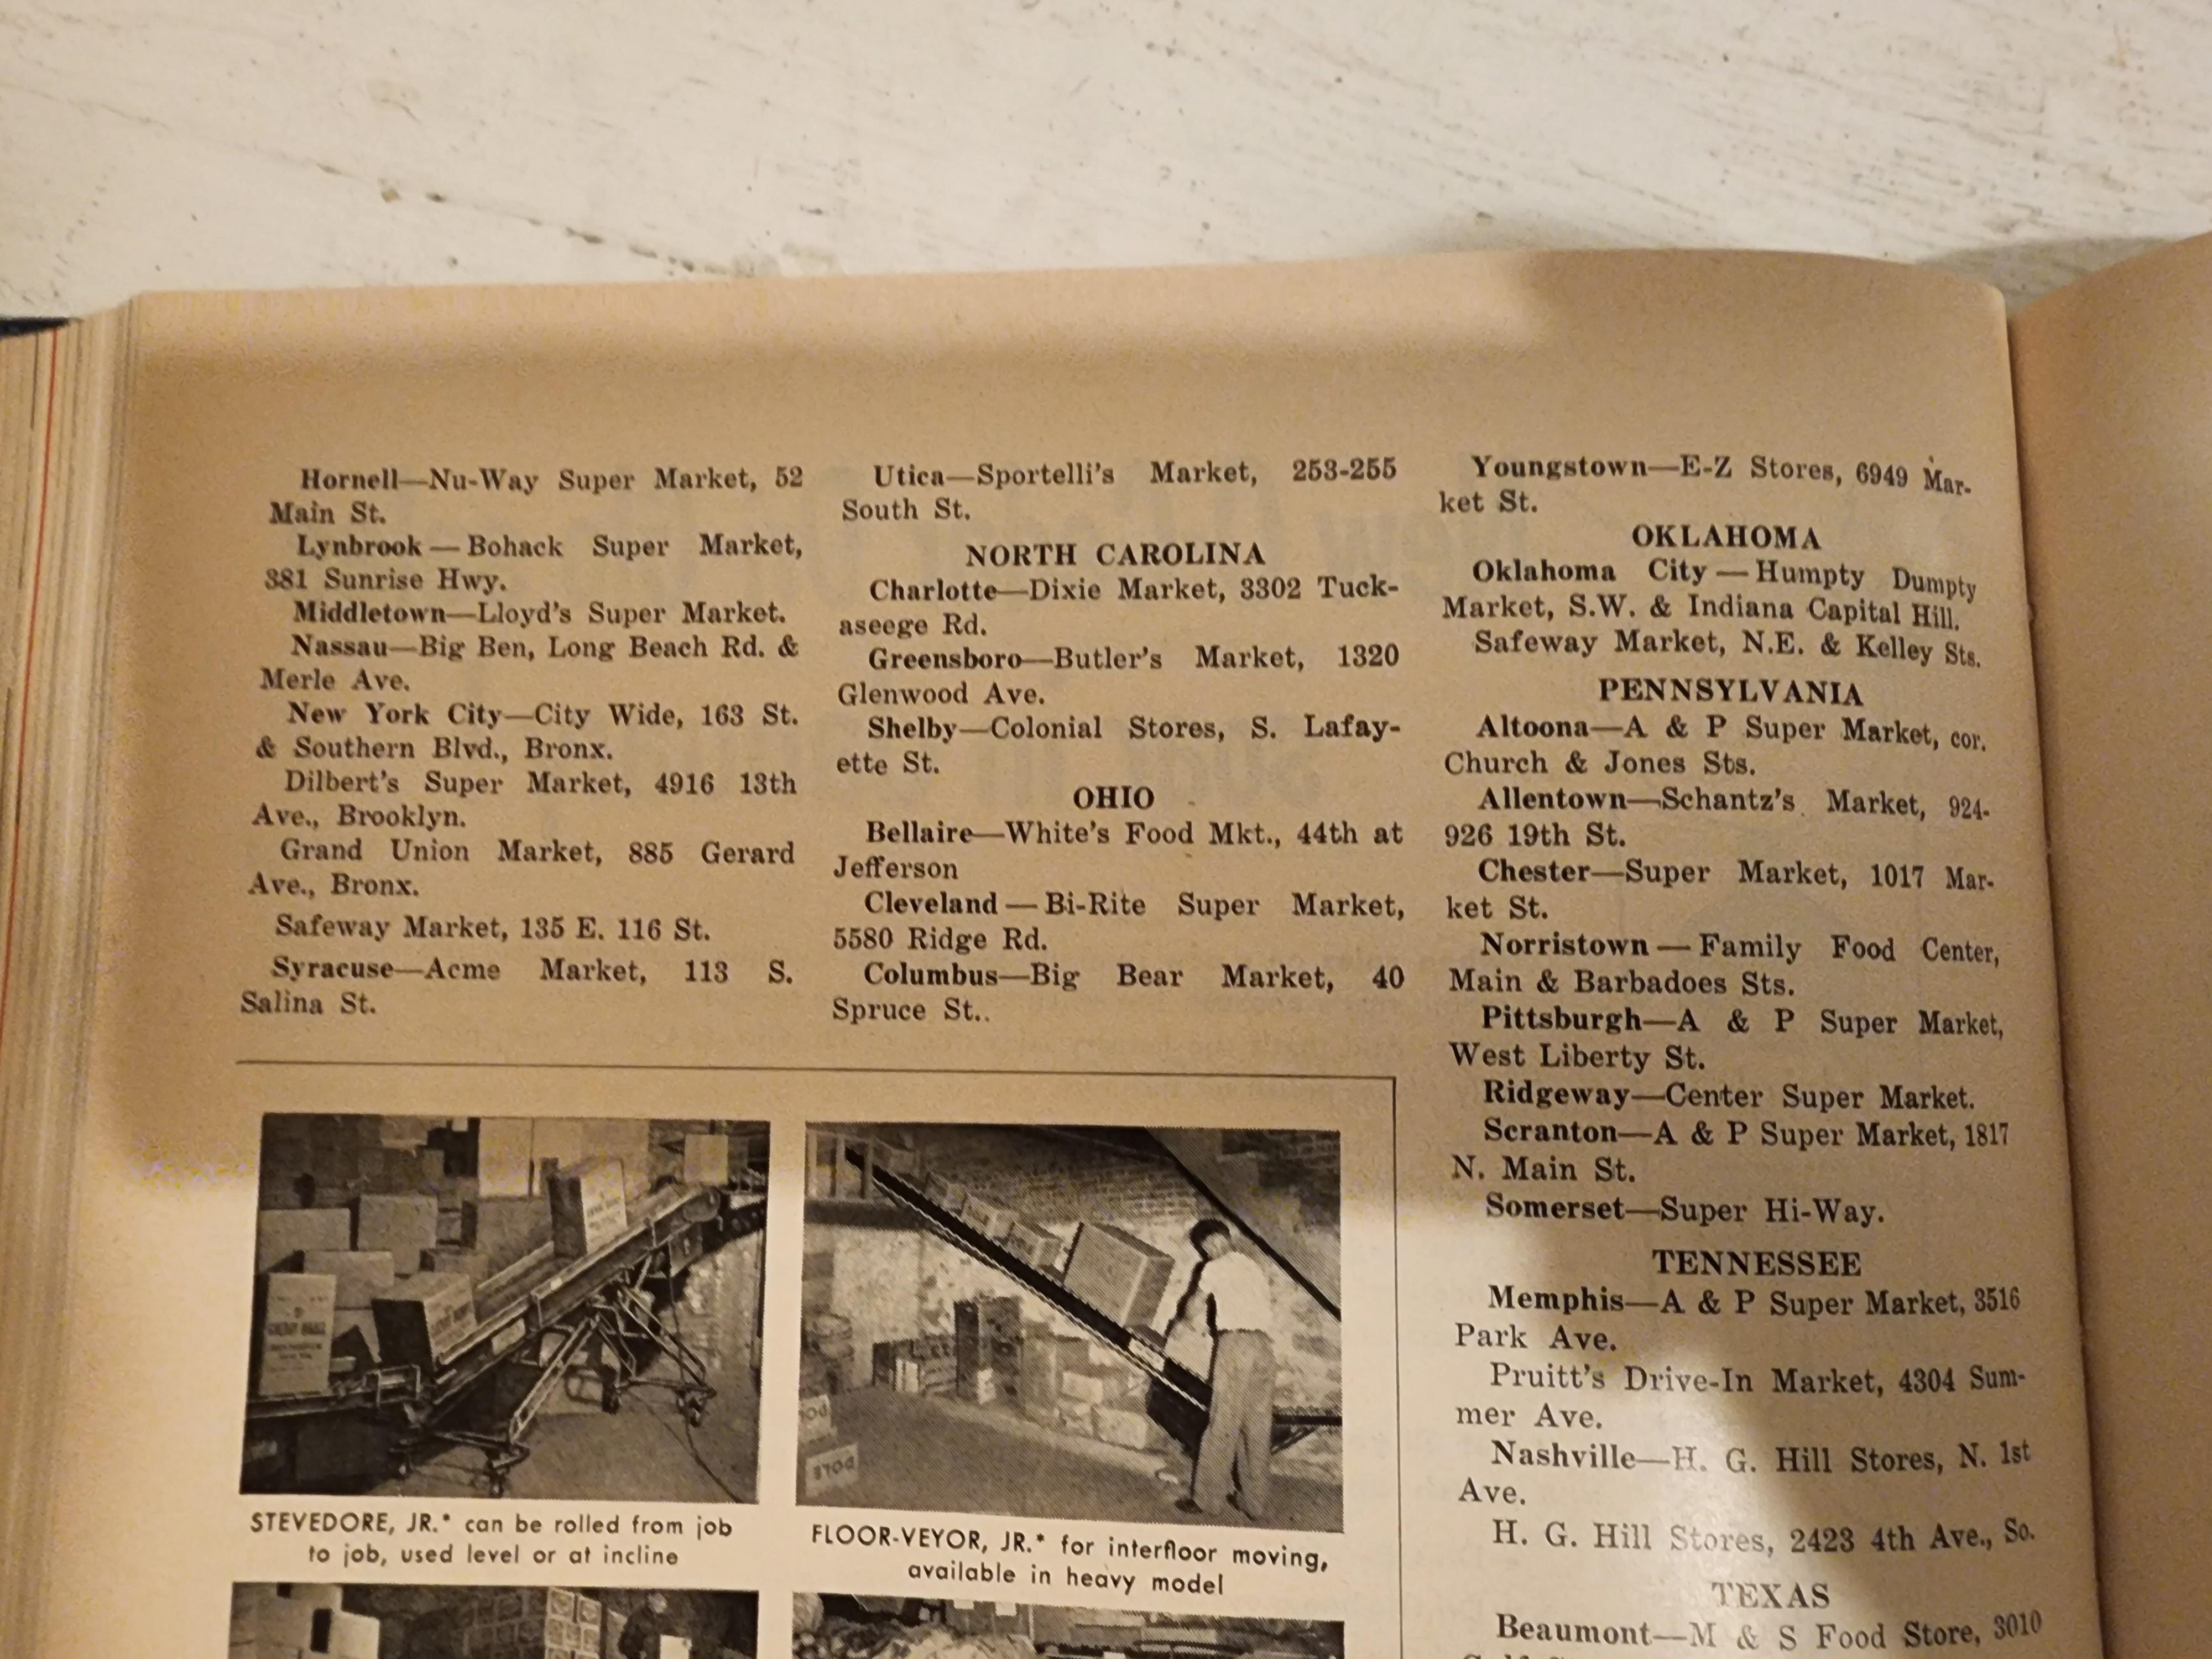 Hornell—Nu-Way Super Market, 52
Main St.
Lynbrook — Bohack Super Market,
381 Sunrise Hwy.
Middletown—Lloyd's Super Market.
Nassau—Big Ben, Long Beach Rd. &
Merle Ave.
New York City—City Wide, 163 St.
& Southern Blvd., Bronx.
Dilbert's Super Market, 4916 13th
Ave., Brooklyn.
Grand Union Market, 885 Gerard
Ave., Bronx.
Safeway Market, 135 E. 116 St.
Syracuse—Acme Market, 113 S.
Salina St.
Utica—Sportelli's Market, 253-255
South St.
NORTH CAROLINA
Charlotte—Dixie Market, 3302 Tuck-
aseege Rd.
Greensboro—Butler's Market, 1320
Glenwood Ave.
Shelby—Colonial Stores, S. Lafay-
ette St.
OHIO
Bellaire—White's Food Mkt., 44th at
Jefferson
Cleveland — Bi-Rite Super Market,
5580 Ridge Rd.
Columbus—Big Bear Market, 40
Spruce St..
Youngstown—E-Z Stores, 6949 Mar-
ket St.
OKLAHOMA
Oklahoma City — Humpty Dumpty
Market, S.W. & Indiana Capital Hill.
Safeway Market, N.E. & Kelley Sts.
PENNSYLVANIA
Altoona—A & P Super Market, cor.
Church & Jones Sts.
Allentown—Schantz's Market, 924-
926 19th St.
Chester—Super Market, 1017 Mar-
ket St.
Norristown — Family Food Center,
Main & Barbadoes Sts.
Pittsburgh—A & P Super Market,
West Liberty St.
Ridgeway—Center Super Market.
Scranton—A & P Super Market, 1817
N. Main St.
Somerset—Super Hi-Way.
TENNESSEE
Memphis—A & P Super Market, 3516
Park Ave.
Pruitt's Drive-In Market, 4304 Sum-
mer Ave.
Nashville—H. G. Hill Stores, N. 1st
Ave.
H. G. Hill Stores, 2423 4th Ave., So.
TEXAS
Beaumont—M & S Food Store, 3010
STEVEDORE, JR.* can be rolled from job
to job, used level or at incline
FLOOR-VEYOR, JR.* for interfloor moving,
available in heavy model